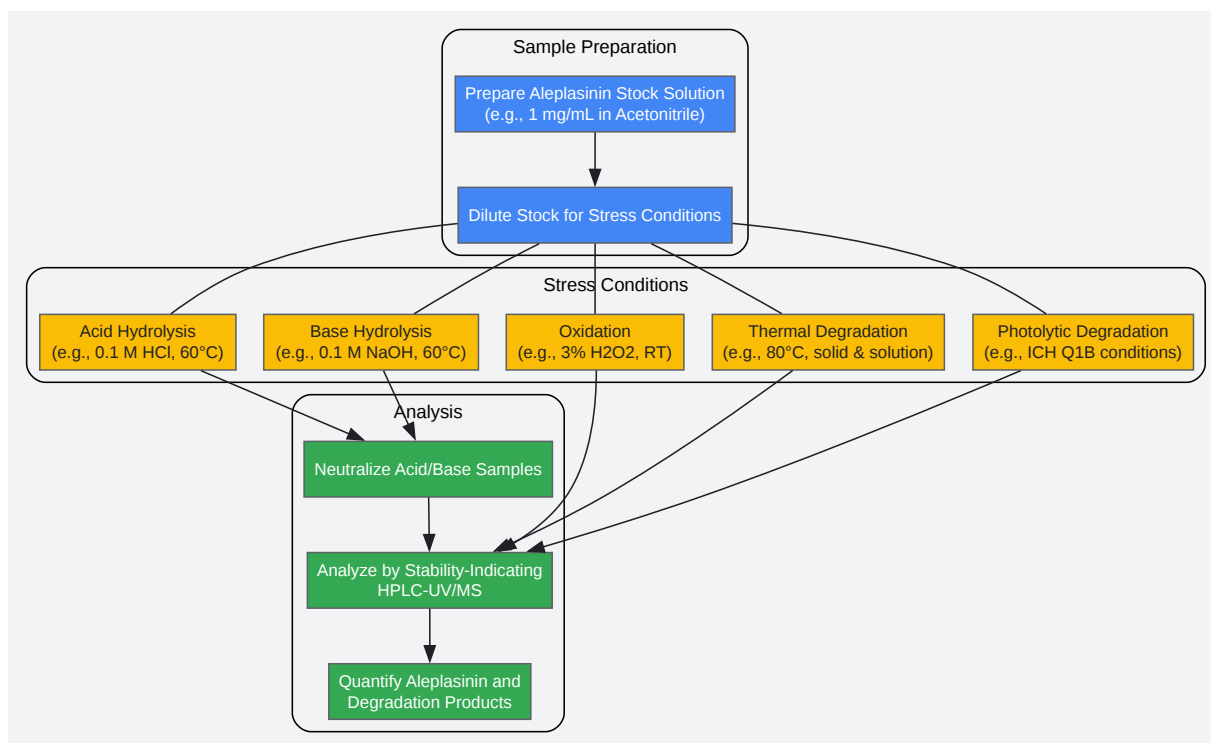 Sample Preparation
Prepare Aleplasinin Stock Solution
(e.g., 1 mg/mL in Acetonitrile)
Dilute Stock for Stress Conditions
Stress Conditions
Acid Hydrolysis
(e.g., 0.1 M HCl, 60°C)
Base Hydrolysis
(e.g., 0.1 M NaOH, 60°C)
Oxidation
(e.g., 3% H2O2, RT)
Thermal Degradation
(e.g., 80°C, solid & solution)
Photolytic Degradation
(e.g., ICH Q1B conditions)
Analysis
Neutralize Acid/Base Samples
Analyze by Stability-Indicating
HPLC-UV/MS
Quantify Aleplasinin and
Degradation Products